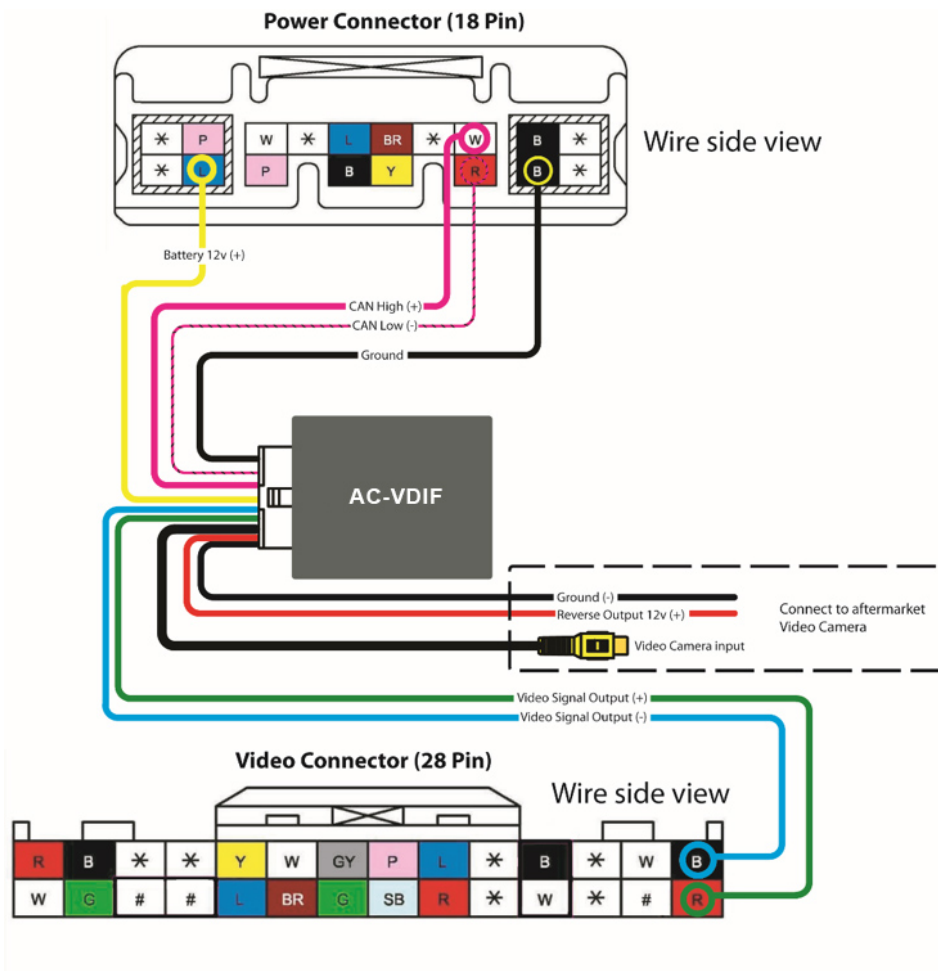 Power Connector (18 Pin)
* P W * L BR * W B *
Wire side view
* L P B Y R B *
Battery 12v (+)
CAN High (+)
CAN Low (-)
Ground
AC-VDIF
Ground (-)
Reverse Output 12v (+)
Connect to aftermarket
Video Camera
Video Camera input
Video Signal Output (+)
Video Signal Output (-)
Video Connector (28 Pin)
Wire side view
R B * * Y W GY P L * B * W B
W G # # L BR G SB R * W * # R